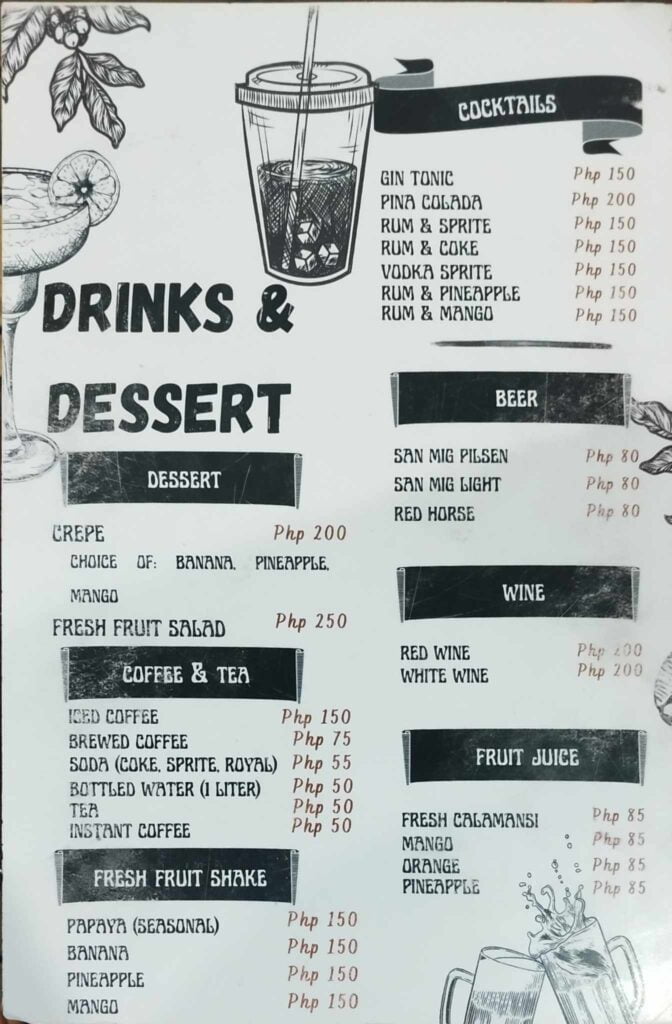 DRINKS &
DESSERT
DESSERT
CREPE Php 200
CHOICE OF: BANANA, PINEAPPLE,
MANGO
FRESH FRUIT SALAD Php 250
COFFEE & TEA
ICED COFFEE Php 150
BREWED COFFEE Php 75
SODA (COKE, SPRITE, ROYAL) Php 55
BOTTLED WATER (1 LITER) Php 50
TEA Php 50
INSTANT COFFEE Php 50
FRESH FRUIT SHAKE
PAPAYA (SEASONAL) Php 150
BANANA Php 150
PINEAPPLE Php 150
MANGO Php 150
COCKTAILS
GIN TONIC Php 150
PINA COLADA Php 200
RUM & SPRITE Php 150
RUM & COKE Php 150
VODKA SPRITE Php 150
RUM & PINEAPPLE Php 150
RUM & MANGO Php 150
BEER
SAN MIG PILSEN Php 80
SAN MIG LIGHT Php 80
RED HORSE Php 80
WINE
RED WINE Php 200
WHITE WINE Php 200
FRUIT JUICE
FRESH CALAMANSI Php 85
MANGO Php 85
ORANGE Php 85
PINEAPPLE Php 85